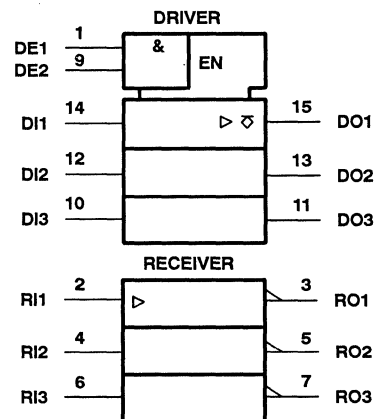 DRIVER
DE1 1
DE2 9
& EN
DI1 14 15 DO1
DI2 12 13 DO2
DI3 10 11 DO3
RECEIVER
RI1 2 3 RO1
RI2 4 5 RO2
RI3 6 7 RO3